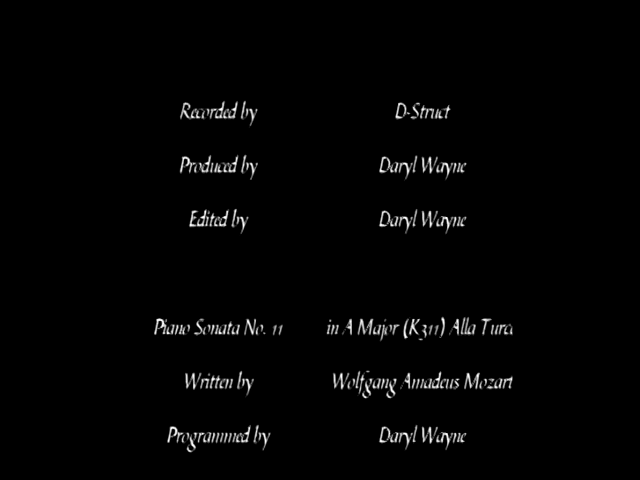 Recorded by D-Struct
Produced by Daryl Wayne
Edited by Daryl Wayne
Piano Sonata No. 11 in A Major (K311) Alla Turca
Written by Wolfgang Amadeus Mozart
Programmed by Daryl Wayne